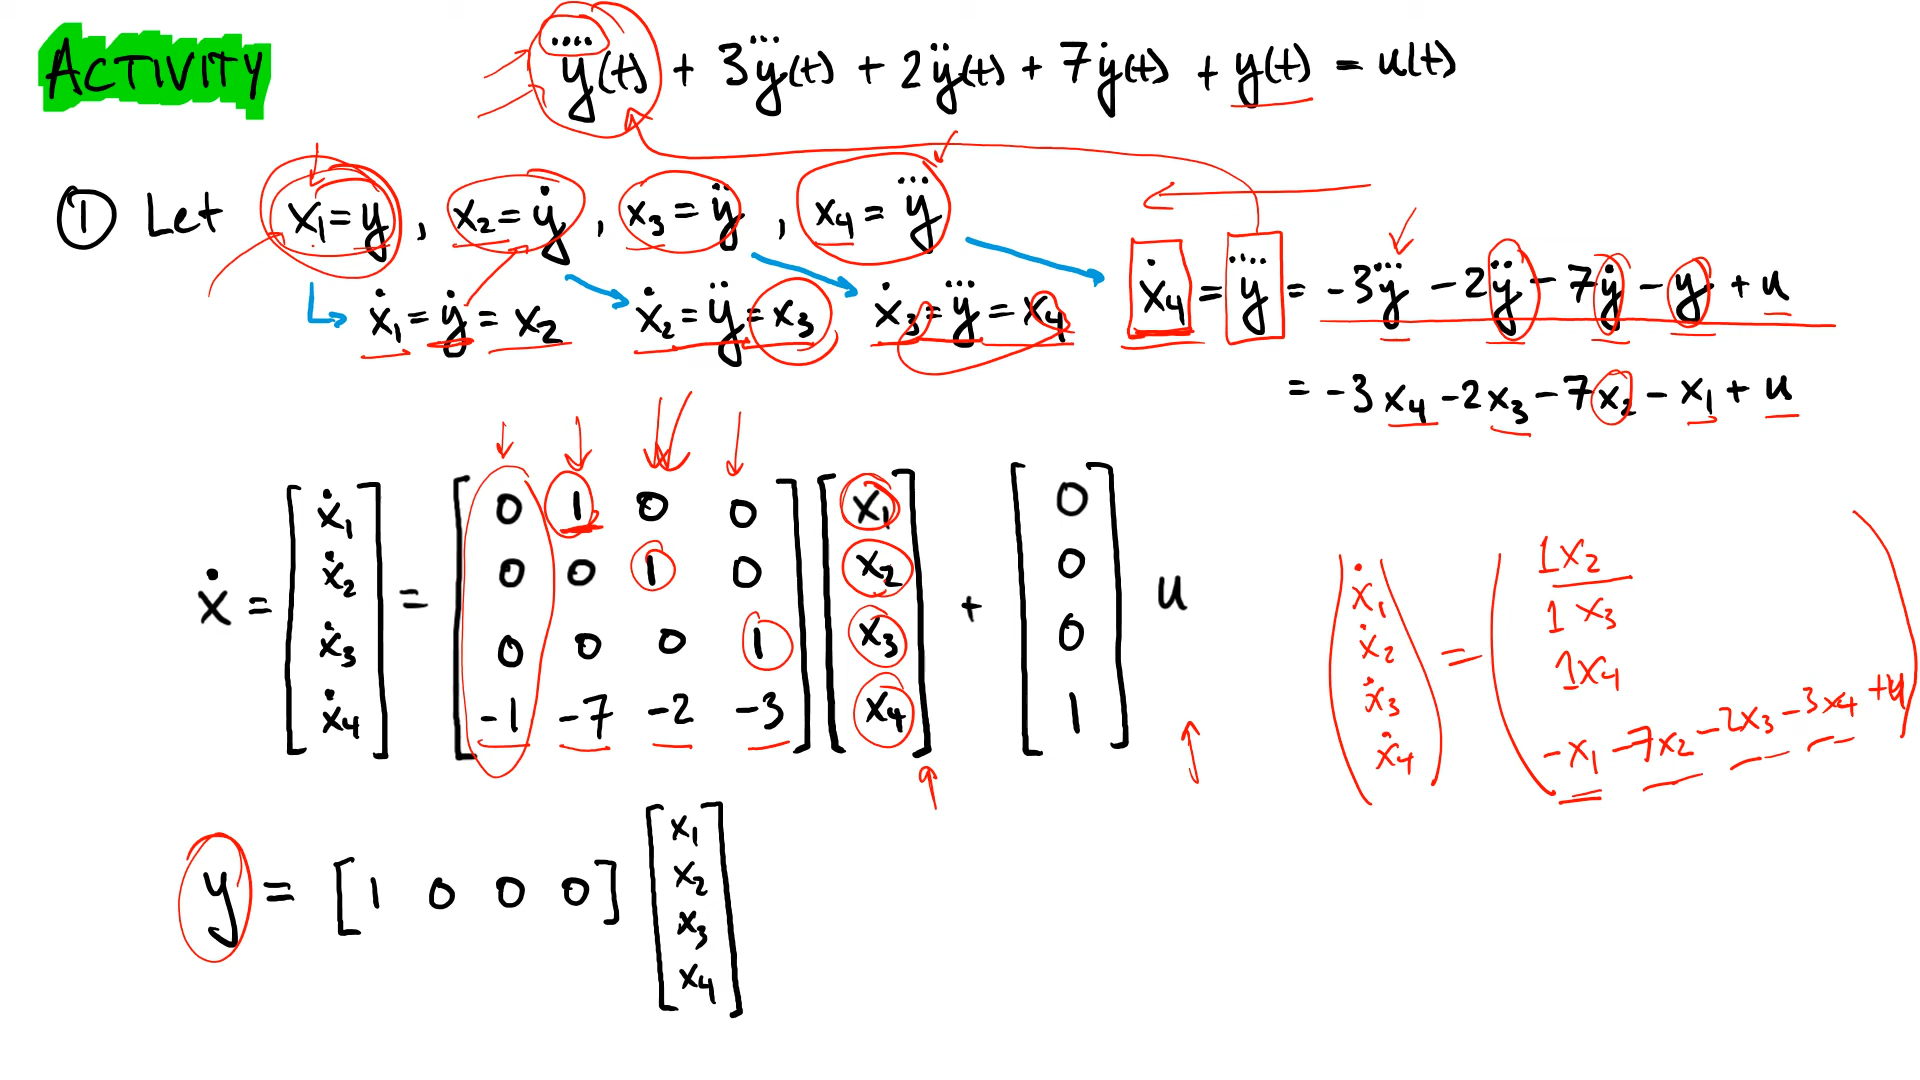 ACTIVITY
y⃜(t) + 3y⃛(t) + 2ÿ(t) + 7ẏ(t) + y(t) = u(t)
① Let x₁ = y , x₂ = ẏ , x₃ = ÿ , x₄ = y⃛
ẋ₁ = ẏ = x₂ ẋ₂ = ÿ = x₃ ẋ₃ = y⃛ = x₄ ẋ₄ = y⃜ = -3y⃛ - 2ÿ - 7ẏ - y + u
= -3x₄ - 2x₃ - 7x₂ - x₁ + u
ẋ = [ẋ₁ ẋ₂ ẋ₃ ẋ₄] = [0 1 0 0
0 0 1 0
0 0 0 1
-1 -7 -2 -3] [x₁ x₂ x₃ x₄] + [0 0 0 1] u
(ẋ₁ ẋ₂ ẋ₃ ẋ₄) = (1x₂
1x₃
1x₄
-x₁ -7x₂ -2x₃ -3x₄ +u)
y = [1 0 0 0] [x₁ x₂ x₃ x₄]